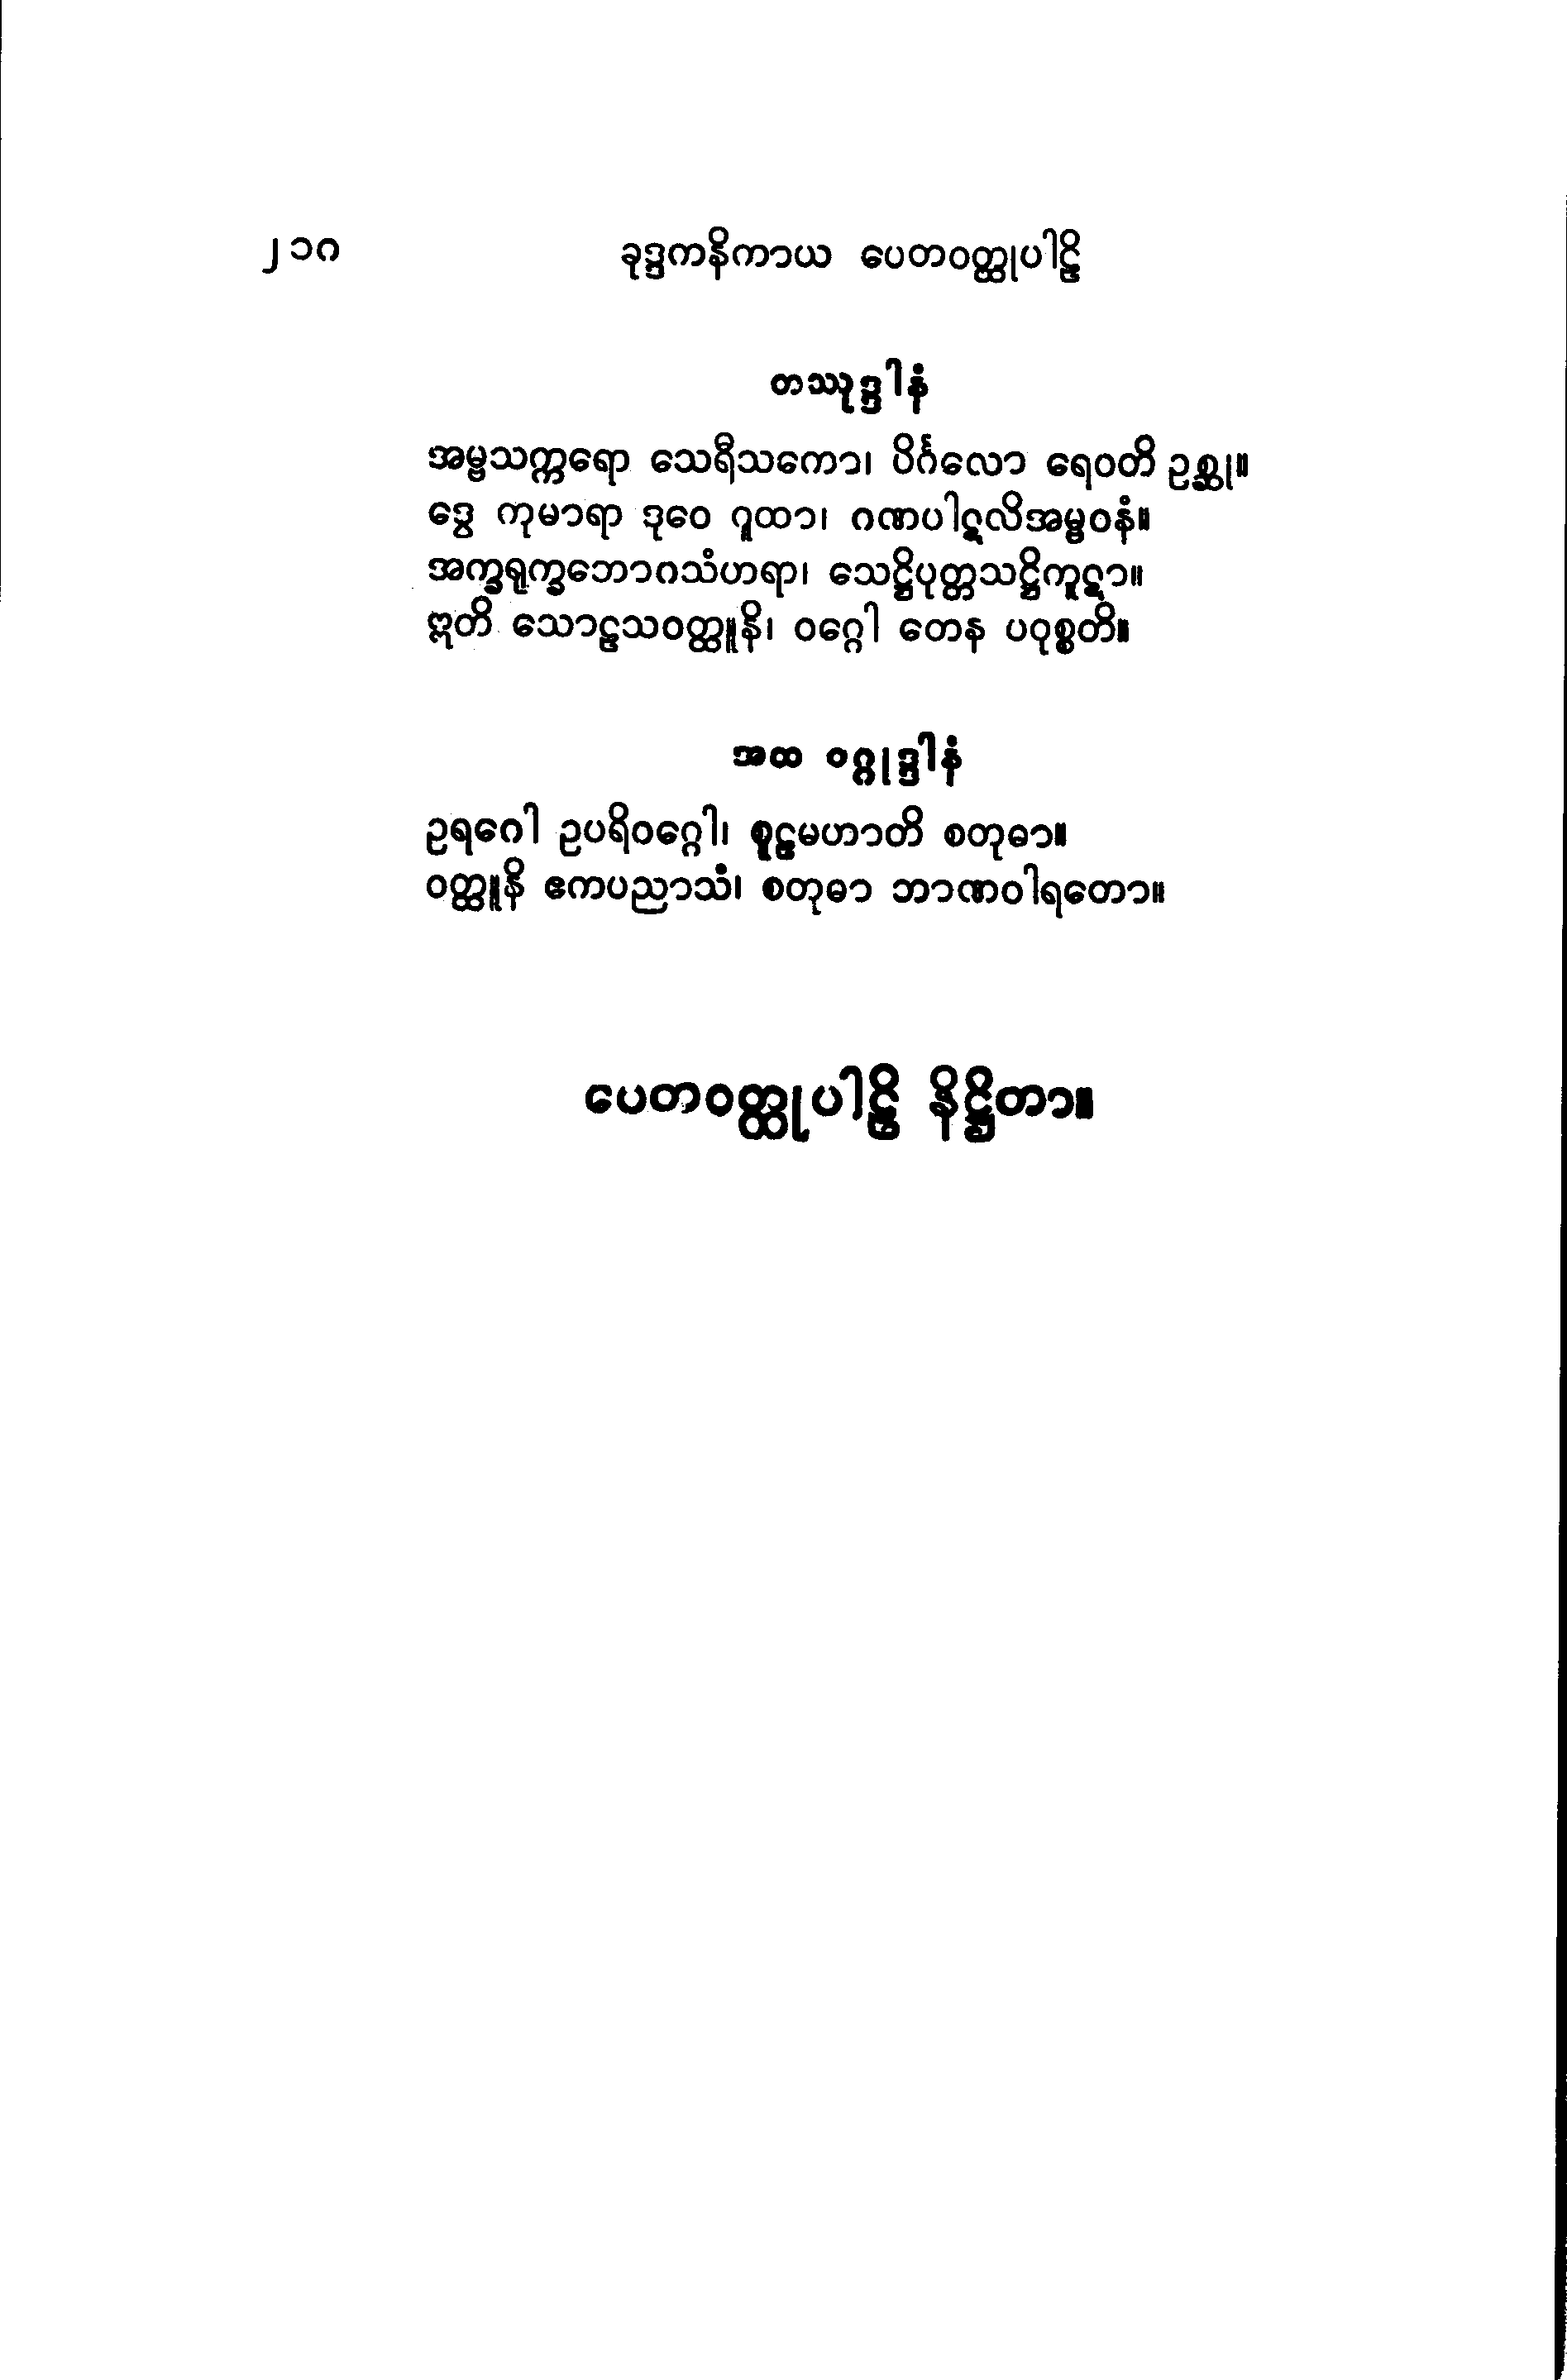 ၂၁၈ ခုဒ္ဒကနိကာယ ပေတဝတ္ထုပါဠိ
တဿုဒ္ဒါနံ
အမ္ဗသက္ကရော သေရီသကော၊ ပိင်္ဂလော ရေဝတိ ဥစ္ဆု။
ဒွေ ကုမာရာ ဒုဝေ ဂူထာ၊ ဂဏပါဋလိအမ္ဗဝနံ။
အက္ခရုက္ခဘောဂသံဟရာ၊ သေဋ္ဌိပုတ္တသဋ္ဌိကူဋာ။
ဣတိ သောဠသဝတ္ထူနိ၊ ဝဂ္ဂေါ တေန ပဝုစ္စတိ။
အထ ဝဂ္ဂုဒ္ဒါနံ
ဥရဂေါ ဥပရိဝဂ္ဂေါ၊ စူဠမဟာတိ စတုဓာ။
ဝတ္ထူနိ ဧကပညာသံ၊ စတုဓာ ဘာဏဝါရတော။
ပေတဝတ္ထုပါဠိ နိဋ္ဌိတာ။